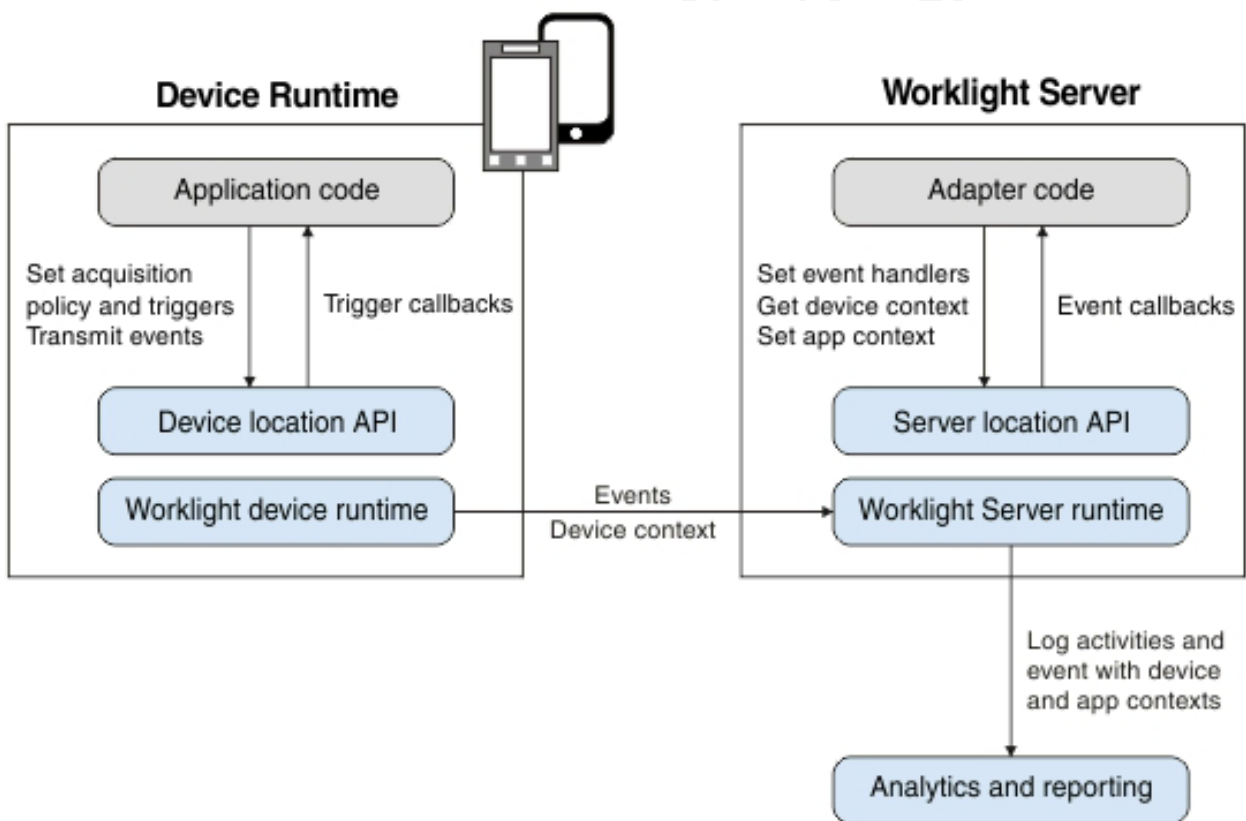 Device Runtime
Application code
Set acquisition
policy and triggers
Transmit events
Trigger callbacks
Device location API
Worklight device runtime
Events
Device context
Worklight Server
Adapter code
Set event handlers
Get device context
Set app context
Event callbacks
Server location API
Worklight Server runtime
Log activities and
event with device
and app contexts
Analytics and reporting